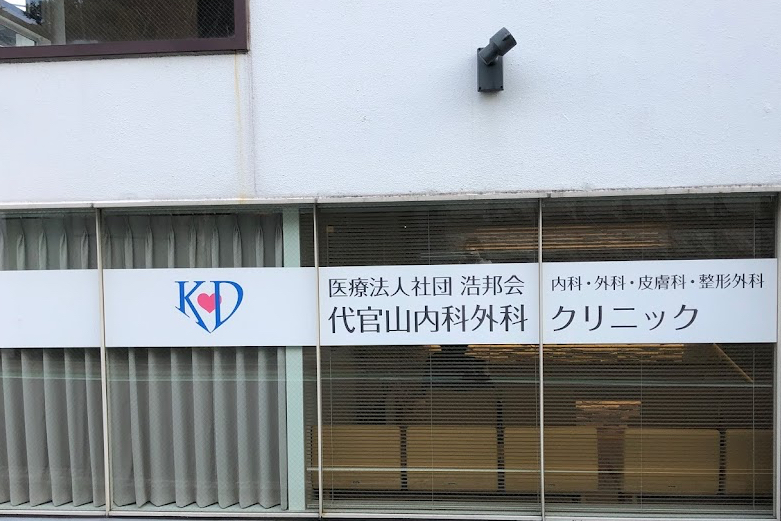 KD
医療法人社団 浩邦会
代官山内科外科
内科・外科・皮膚科・整形外科
クリニック